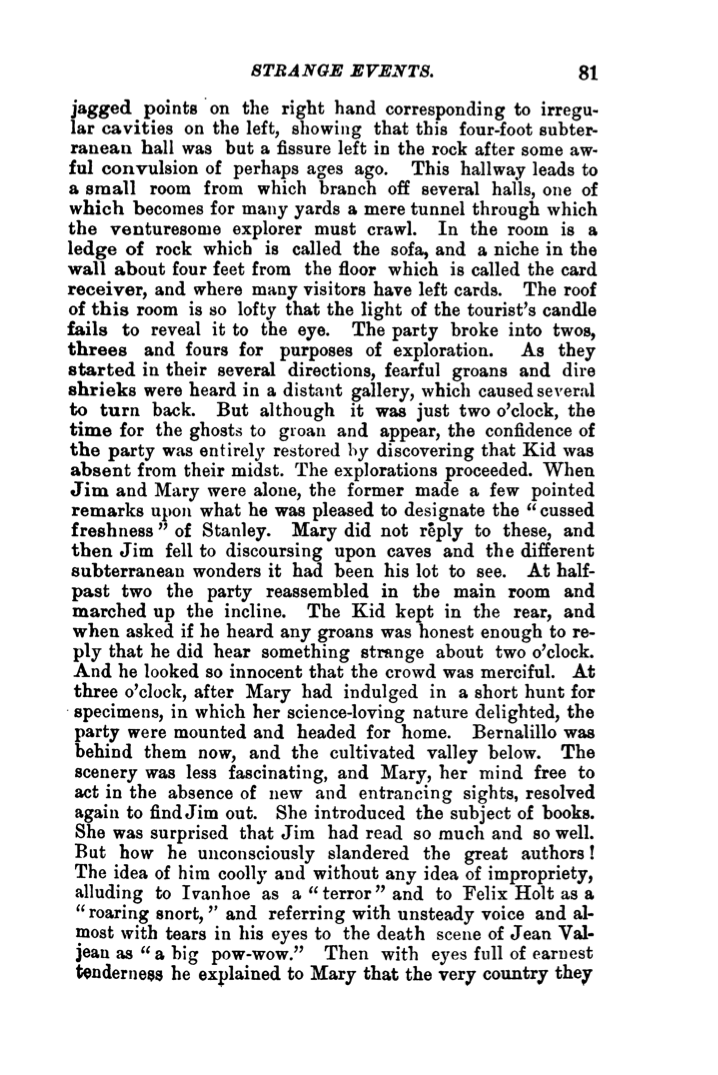 STRANGE EVENTS. 81
jagged points on the right hand corresponding to irregu-
lar cavities on the left, showing that this four-foot subter-
ranean hall was but a fissure left in the rock after some aw-
ful convulsion of perhaps ages ago. This hallway leads to
a small room from which branch off several halls, one of
which becomes for many yards a mere tunnel through which
the venturesome explorer must crawl. In the room is a
ledge of rock which is called the sofa, and a niche in the
wall about four feet from the floor which is called the card
receiver, and where many visitors have left cards. The roof
of this room is so lofty that the light of the tourist's candle
fails to reveal it to the eye. The party broke into twos,
threes and fours for purposes of exploration. As they
started in their several directions, fearful groans and dire
shrieks were heard in a distant gallery, which caused several
to turn back. But although it was just two o'clock, the
time for the ghosts to groan and appear, the confidence of
the party was entirely restored by discovering that Kid was
absent from their midst. The explorations proceeded. When
Jim and Mary were alone, the former made a few pointed
remarks upon what he was pleased to designate the "cussed
freshness" of Stanley. Mary did not reply to these, and
then Jim fell to discoursing upon caves and the different
subterranean wonders it had been his lot to see. At half-
past two the party reassembled in the main room and
marched up the incline. The Kid kept in the rear, and
when asked if he heard any groans was honest enough to re-
ply that he did hear something strange about two o'clock.
And he looked so innocent that the crowd was merciful. At
three o'clock, after Mary had indulged in a short hunt for
specimens, in which her science-loving nature delighted, the
party were mounted and headed for home. Bernalillo was
behind them now, and the cultivated valley below. The
scenery was less fascinating, and Mary, her mind free to
act in the absence of new and entrancing sights, resolved
again to find Jim out. She introduced the subject of books.
She was surprised that Jim had read so much and so well.
But how he unconsciously slandered the great authors!
The idea of him coolly and without any idea of impropriety,
alluding to Ivanhoe as a "terror" and to Felix Holt as a
"roaring snort," and referring with unsteady voice and al-
most with tears in his eyes to the death scene of Jean Val-
jean as "a big pow-wow." Then with eyes full of earnest
tenderness he explained to Mary that the very country they